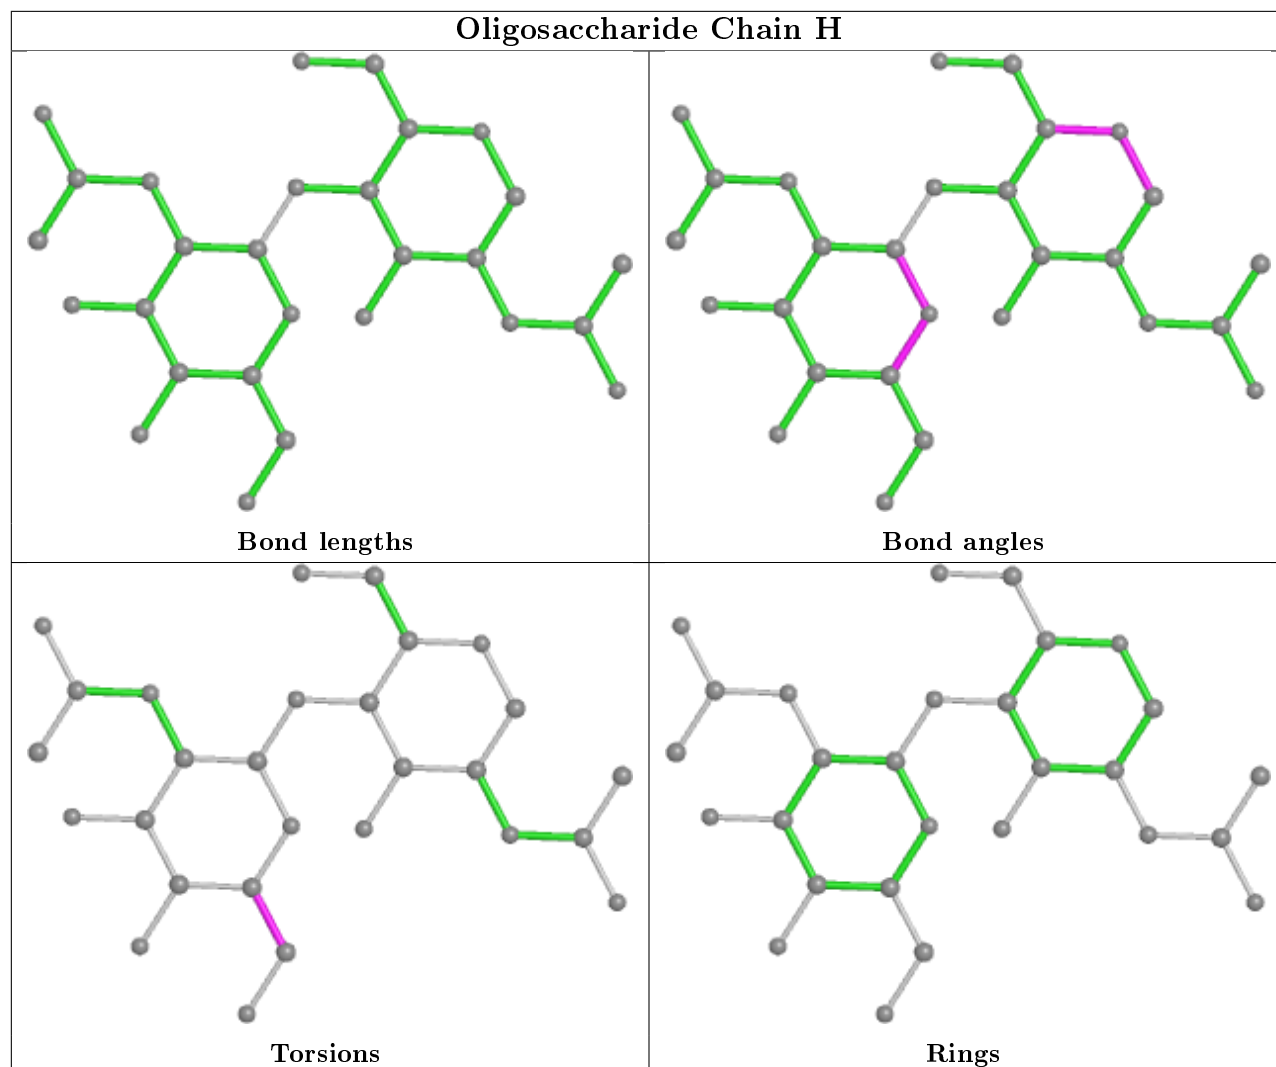 Oligosaccharide Chain H
Bond lengths
Bond angles
Torsions
Rings